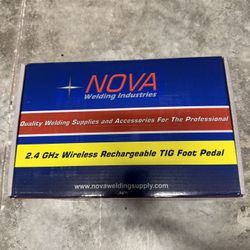 NOVA
Welding Industries
Quality Welding Supplies and Accessories For The Professional
2.4 GHz Wireless Rechargeable TIG Foot Pedal
www.novaweldingsupply.com